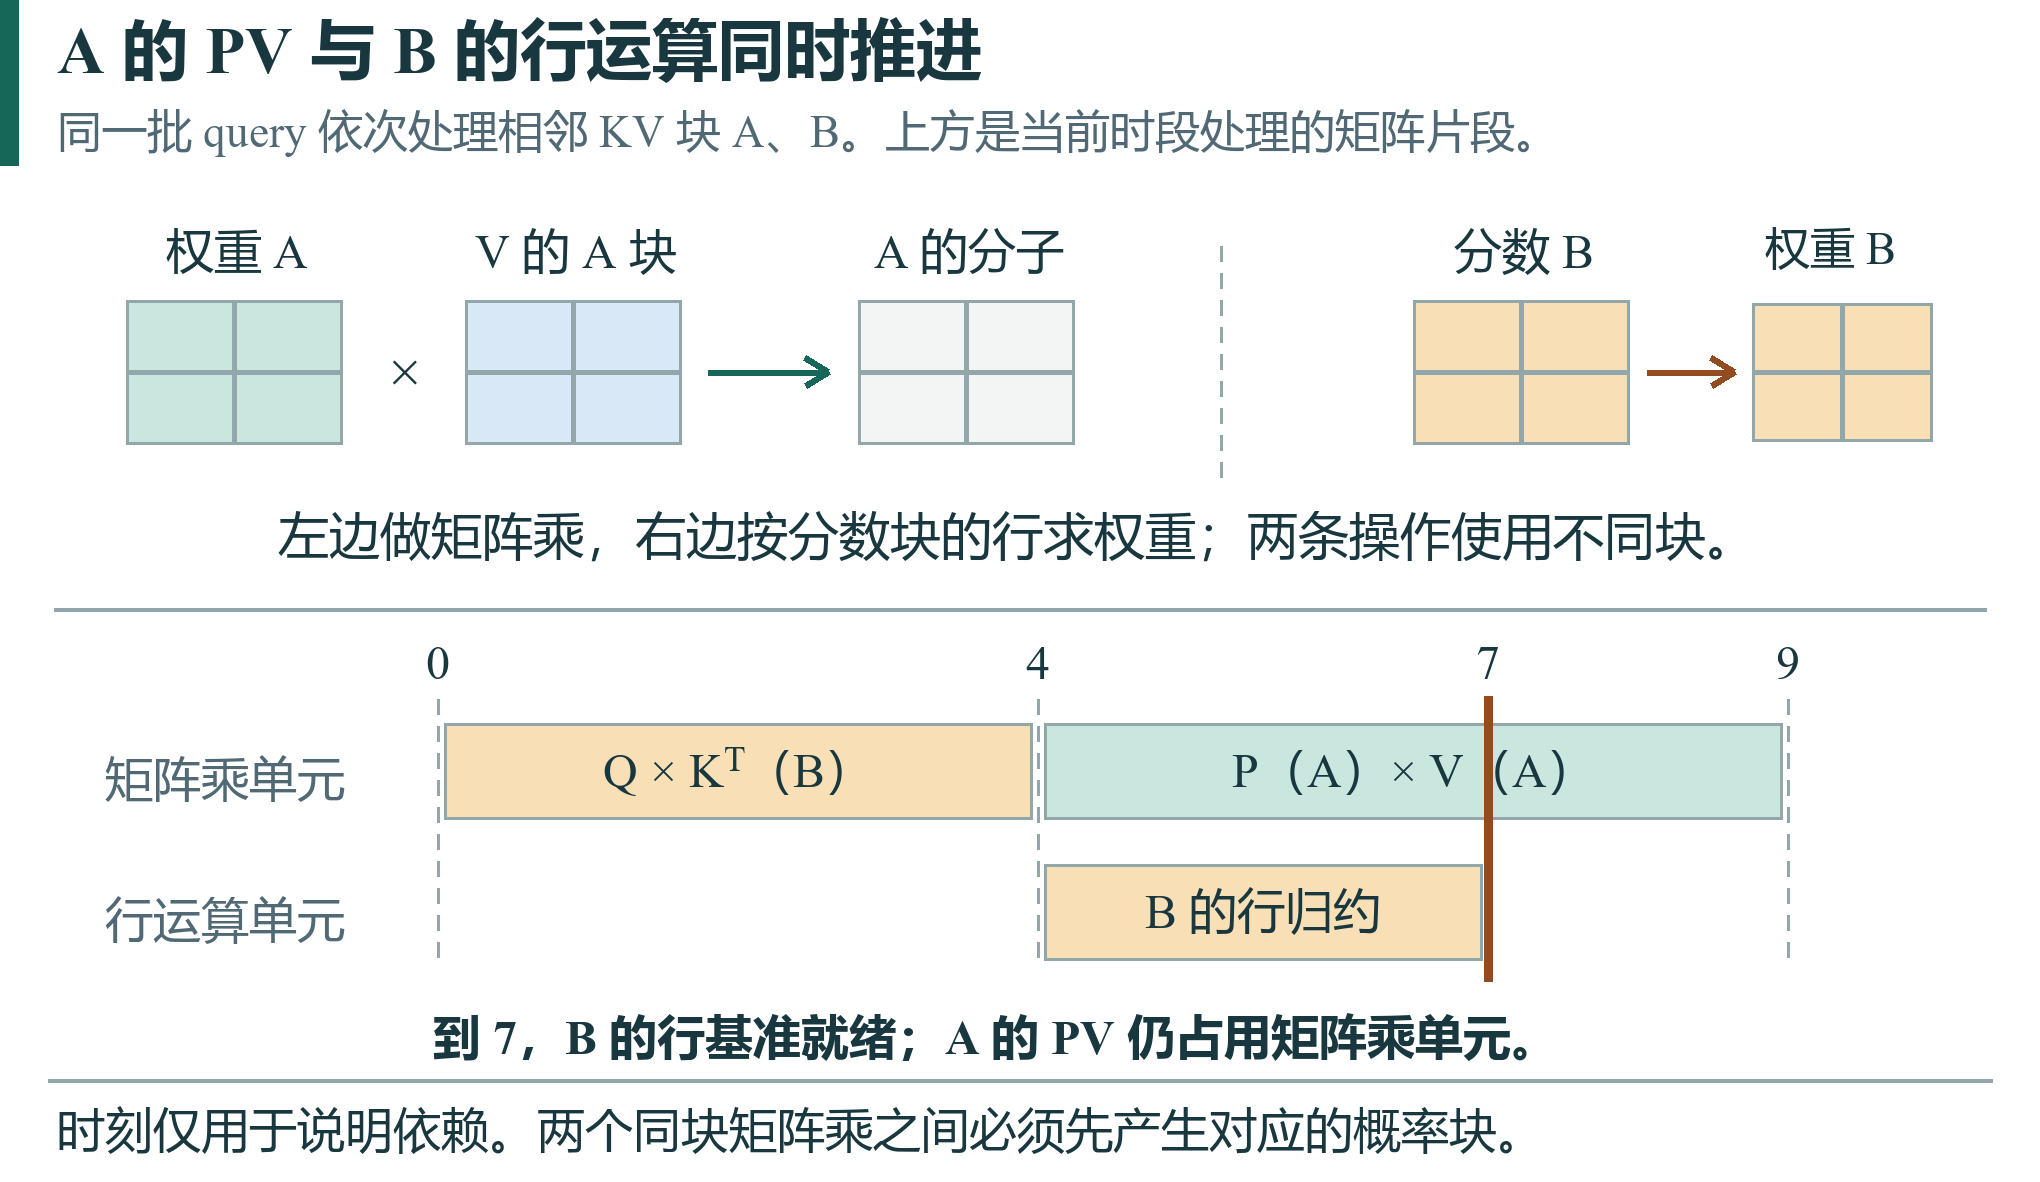 A 的 PV 与 B 的行运算同时推进
同一批 query 依次处理相邻 KV 块 A、B。上方是当前时段处理的矩阵片段。
权重 A
V 的 A 块
A 的分子
分数 B
权重 B
×
左边做矩阵乘，右边按分数块的行求权重；两条操作使用不同块。
0
4
7
9
矩阵乘单元
Q × Kᵀ（B）
P（A）× V（A）
行运算单元
B 的行归约
到 7，B 的行基准就绪；A 的 PV 仍占用矩阵乘单元。
时刻仅用于说明依赖。两个同块矩阵乘之间必须先产生对应的概率块。